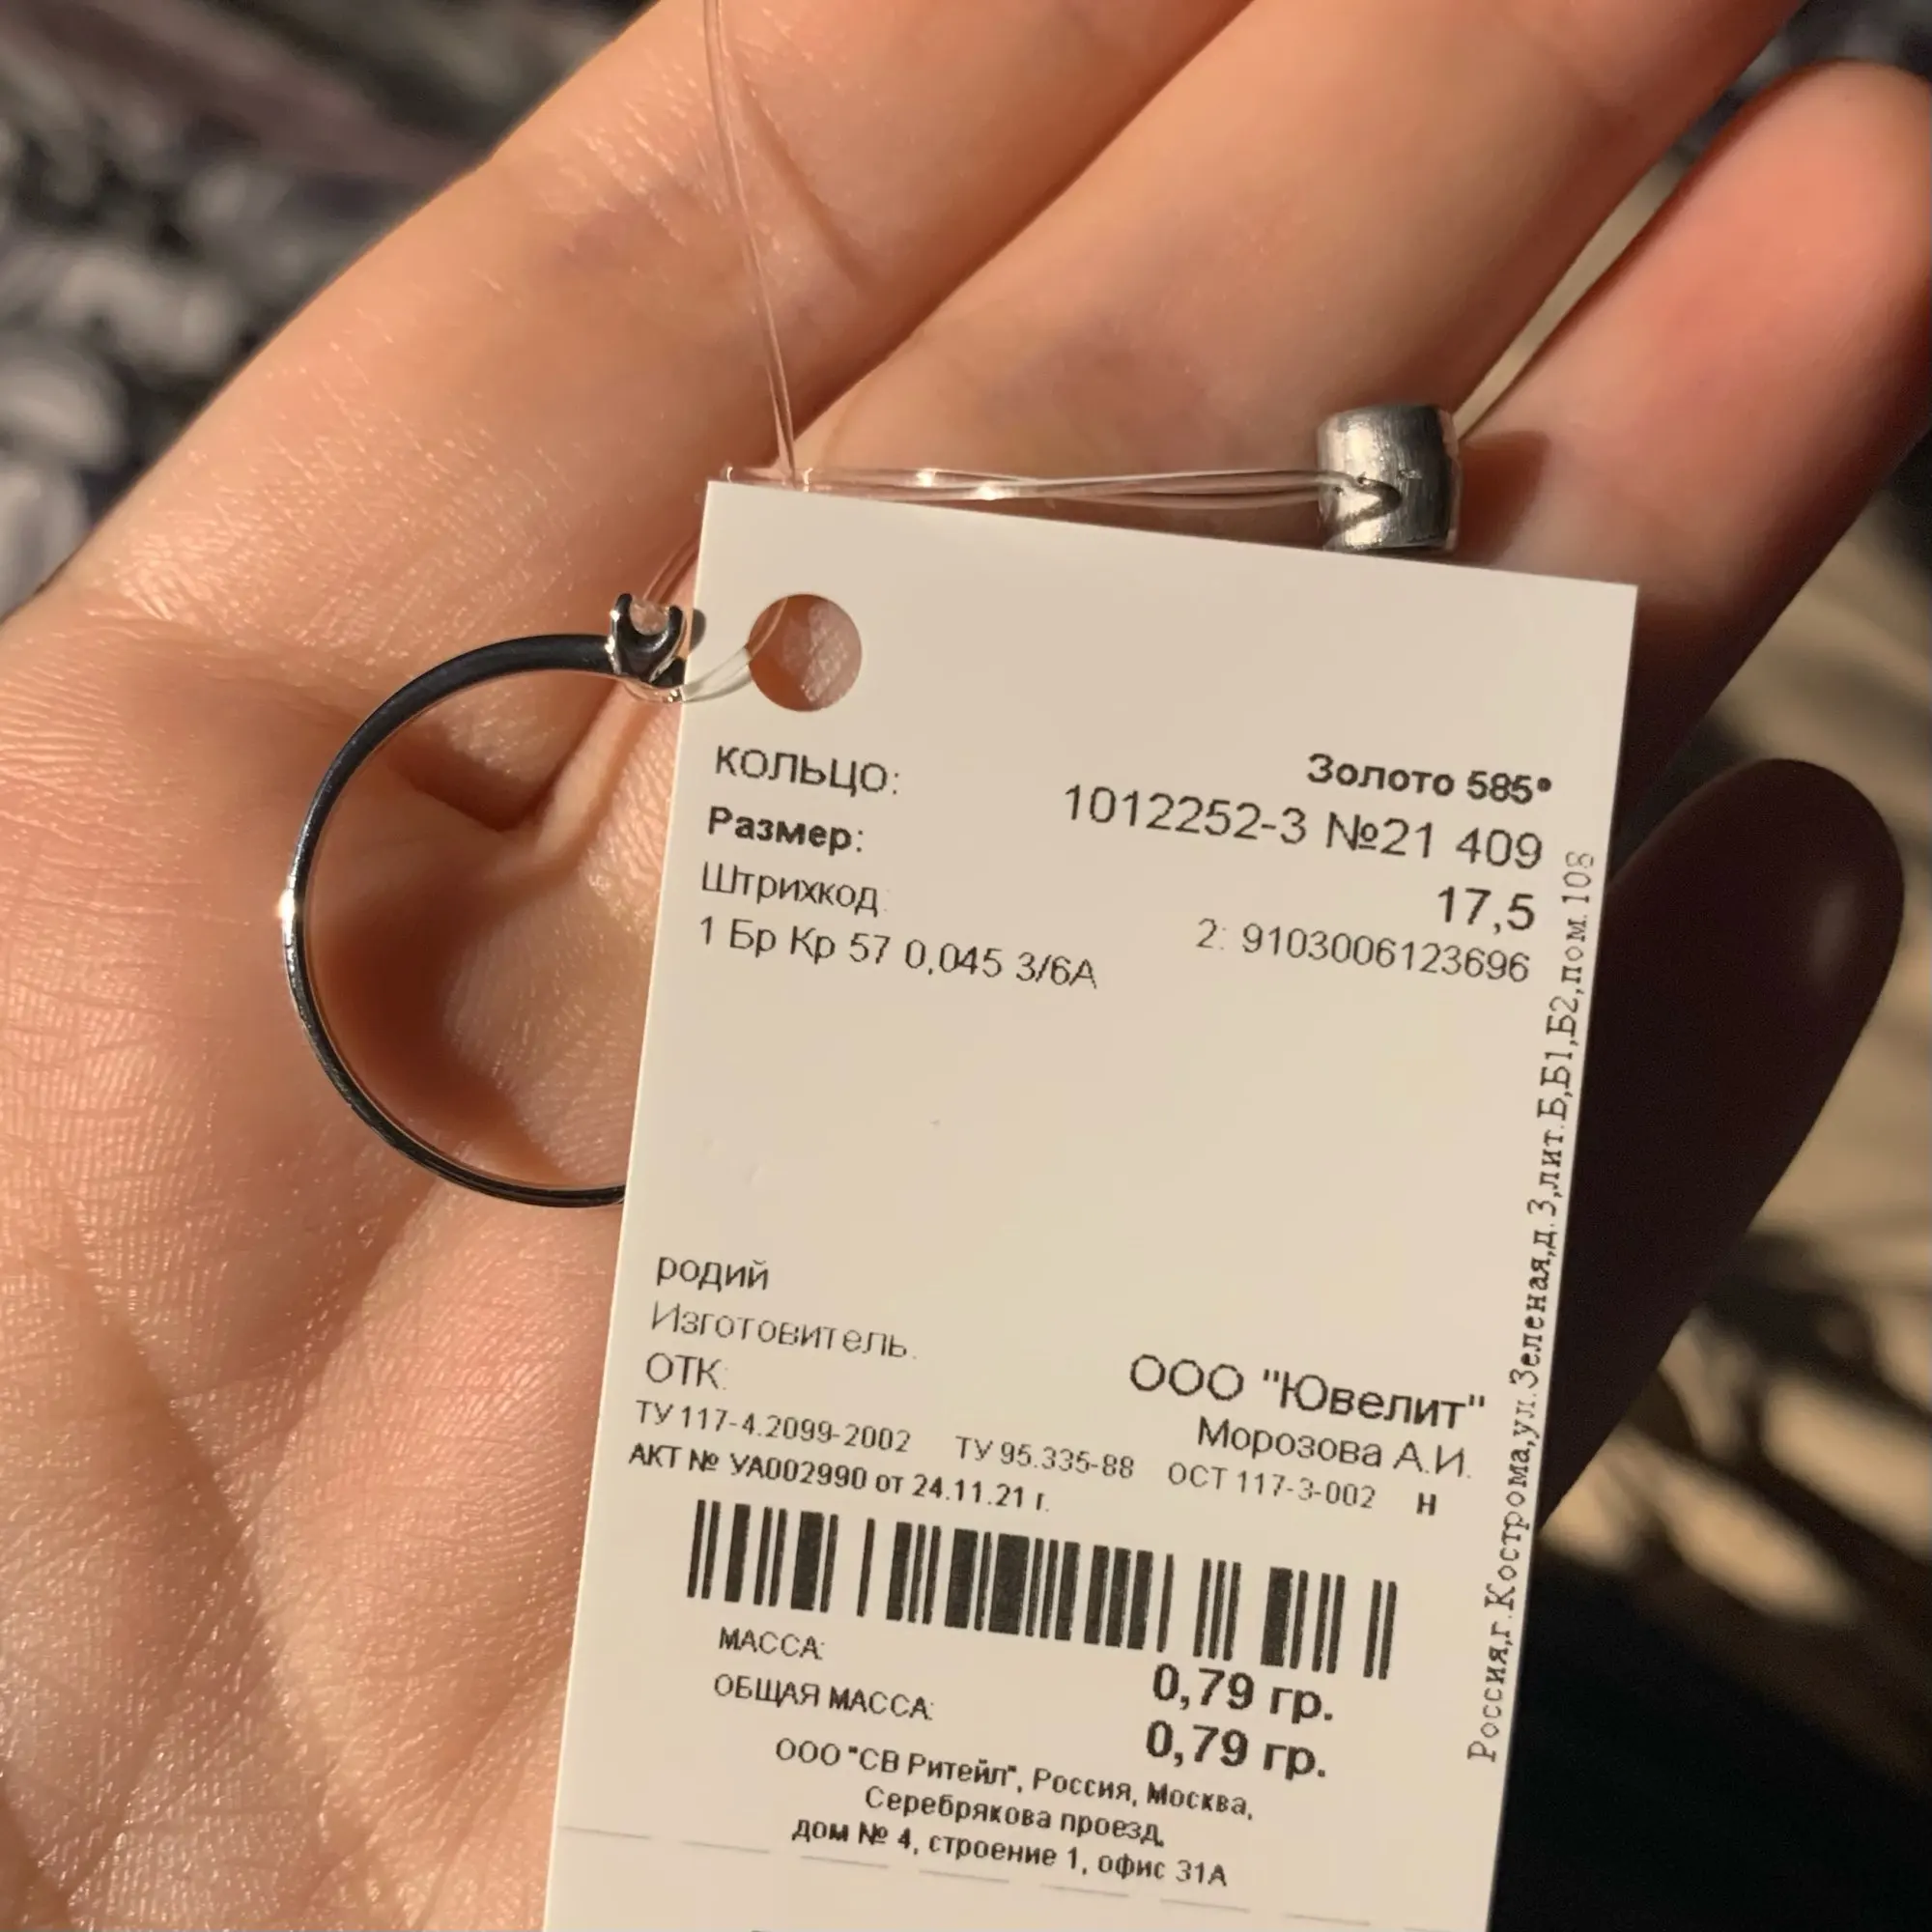 КОЛЬЦО: Золото 585°
1012252-3 №21 409
Размер: 17,5
Штрихкод: 2: 9103006123696
1 Бр Кр 57 0,045 3/6А
родий
Изготовитель: ООО "Ювелит"
ОТК: Морозова А.И.
ТУ 117-4.2099-2002 ТУ 95.335-88 ОСТ 117-3-002 н
АКТ № УА002990 от 24.11.21 г.
МАССА: 0,79 гр.
ОБЩАЯ МАССА: 0,79 гр.
ООО "СВ Ритейл", Россия, Москва,
Серебрякова проезд,
дом № 4, строение 1, офис 31А
Россия,г.Кострома,ул.Зеленая,д.3,лит.Б,Б1,Б2,пом.108